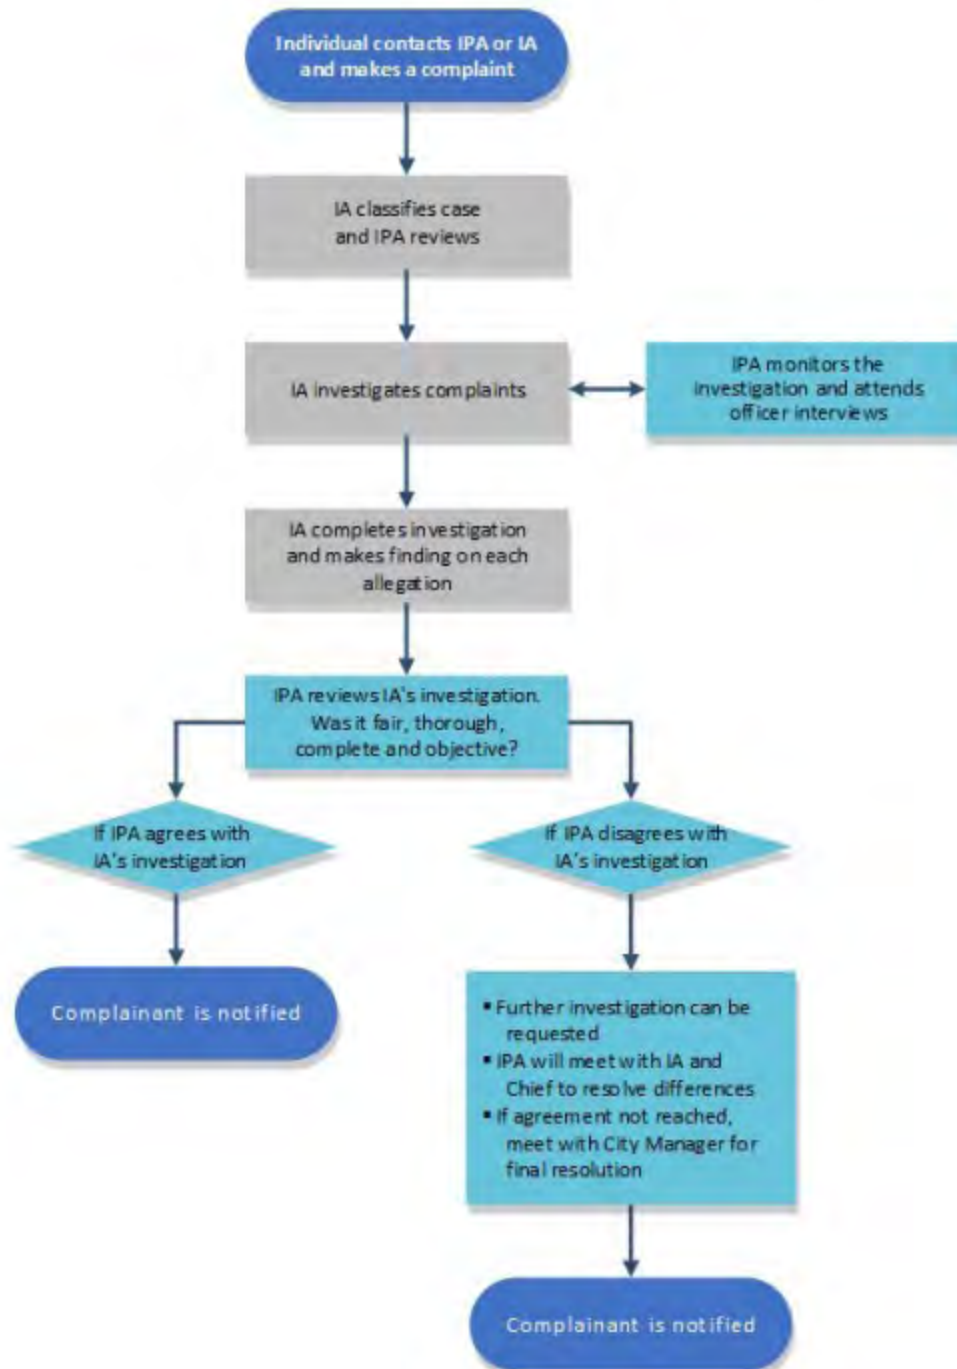 Individual contacts IPA or IA
and makes a complaint
IA classifies case
and IPA reviews
IA investigates complaints
IPA monitors the
investigation and attends
officer interviews
IA completes investigation
and makes finding on each
allegation
IPA reviews IA's investigation.
Was it fair, thorough,
complete and objective?
If IPA agrees with
IA's investigation
If IPA disagrees with
IA's investigation
Complainant is notified
▪ Further investigation can be
requested
▪ IPA will meet with IA and
Chief to resolve differences
▪ If agreement not reached,
meet with City Manager for
final resolution
Complainant is notified